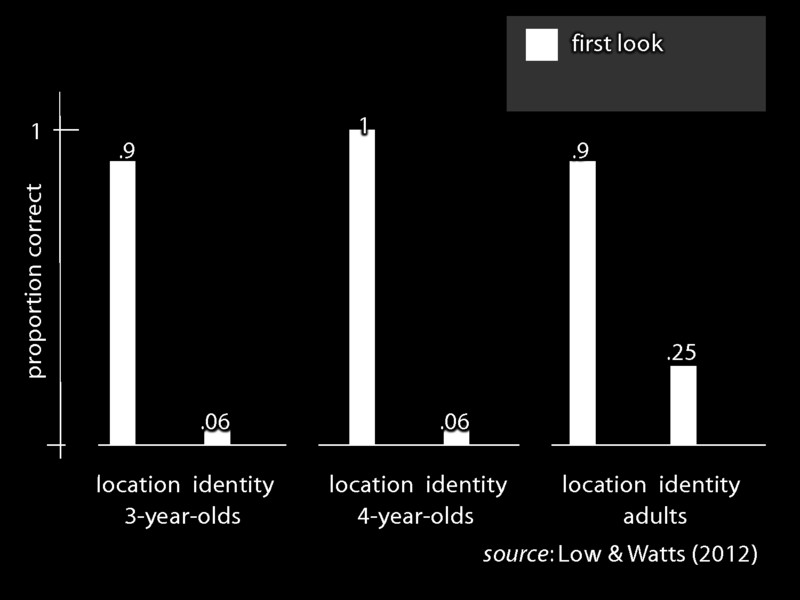 first look
1
proportion correct
.9
.06
1
.06
.9
.25
location identity
3-year-olds
location identity
4-year-olds
location identity
adults
source: Low & Watts (2012)